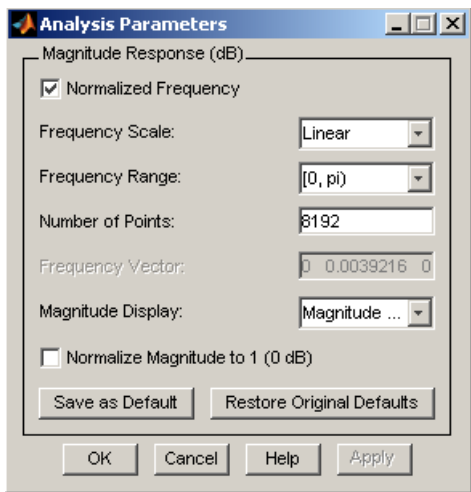 Analysis Parameters
Magnitude Response (dB)
Normalized Frequency
Frequency Scale: Linear
Frequency Range: [0, pi)
Number of Points: 8192
Frequency Vector: 0 0.0039216 0
Magnitude Display: Magnitude ...
Normalize Magnitude to 1 (0 dB)
Save as Default Restore Original Defaults
OK Cancel Help Apply